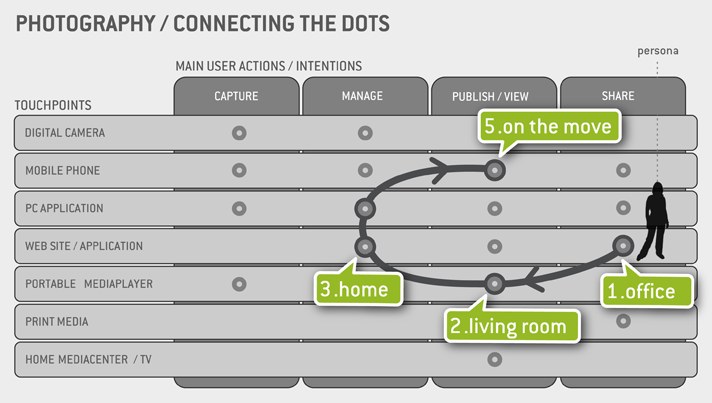 PHOTOGRAPHY / CONNECTING THE DOTS
persona
MAIN USER ACTIONS / INTENTIONS
TOUCHPOINTS
CAPTURE
MANAGE
PUBLISH / VIEW
SHARE
DIGITAL CAMERA
5.on the move
MOBILE PHONE
PC APPLICATION
WEB SITE / APPLICATION
PORTABLE MEDIAPLAYER
3.home
1.office
PRINT MEDIA
2.living room
HOME MEDIACENTER / TV